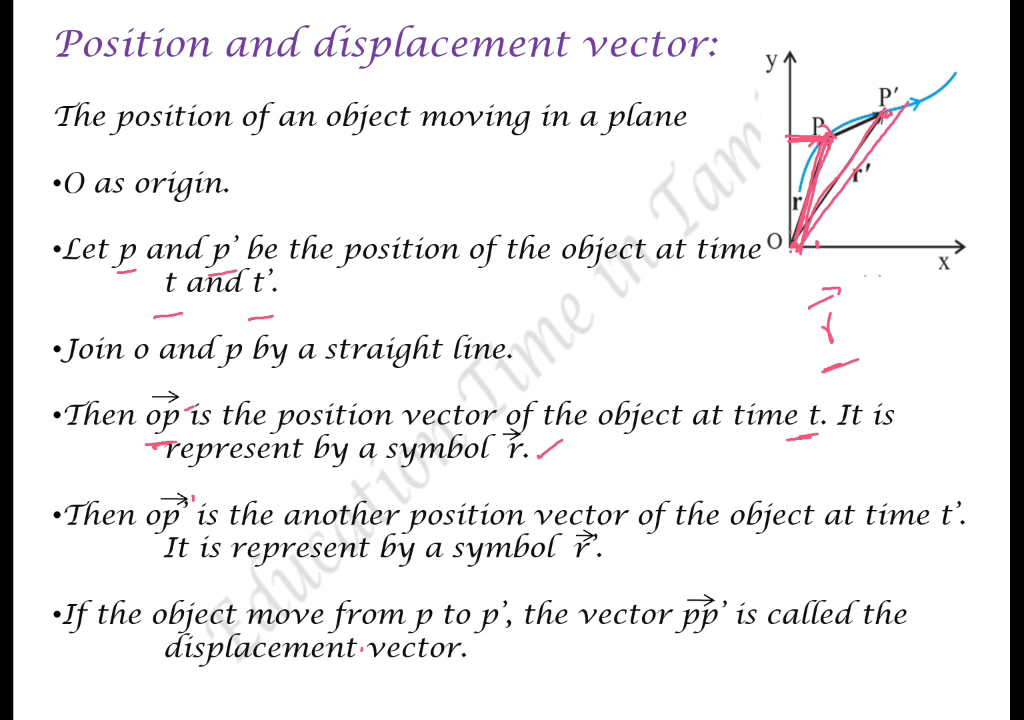 Position and displacement vector:
The position of an object moving in a plane
•O as origin.
•Let p and p' be the position of the object at time
t and t'.
•Join o and p by a straight line.
•Then op is the position vector of the object at time t. It is
represent by a symbol r.
•Then op' is the another position vector of the object at time t'.
It is represent by a symbol r'.
•If the object move from p to p', the vector pp' is called the
displacement vector.
y
P'
P
r'
r
O
x
r
Education Time in Tami